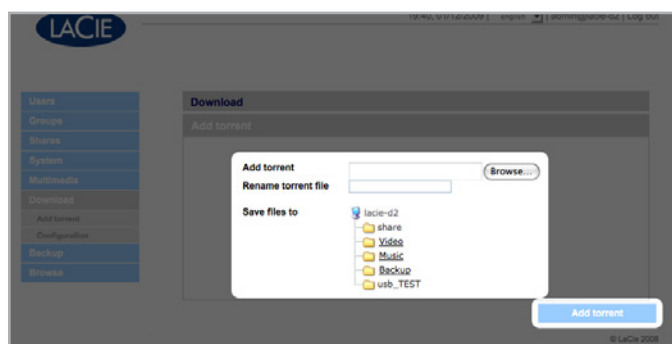 LACIE
19:40, 01/12/2009 | english | admin@lacie-d2 | Log out
Users
Groups
Shares
System
Multimedia
Download
Add torrent
Configuration
Backup
Browse
Download
Add torrent
Add torrent
Browse...
Rename torrent file
Save files to
lacie-d2
share
Video
Music
Backup
usb_TEST
Add torrent
© LaCie 2008